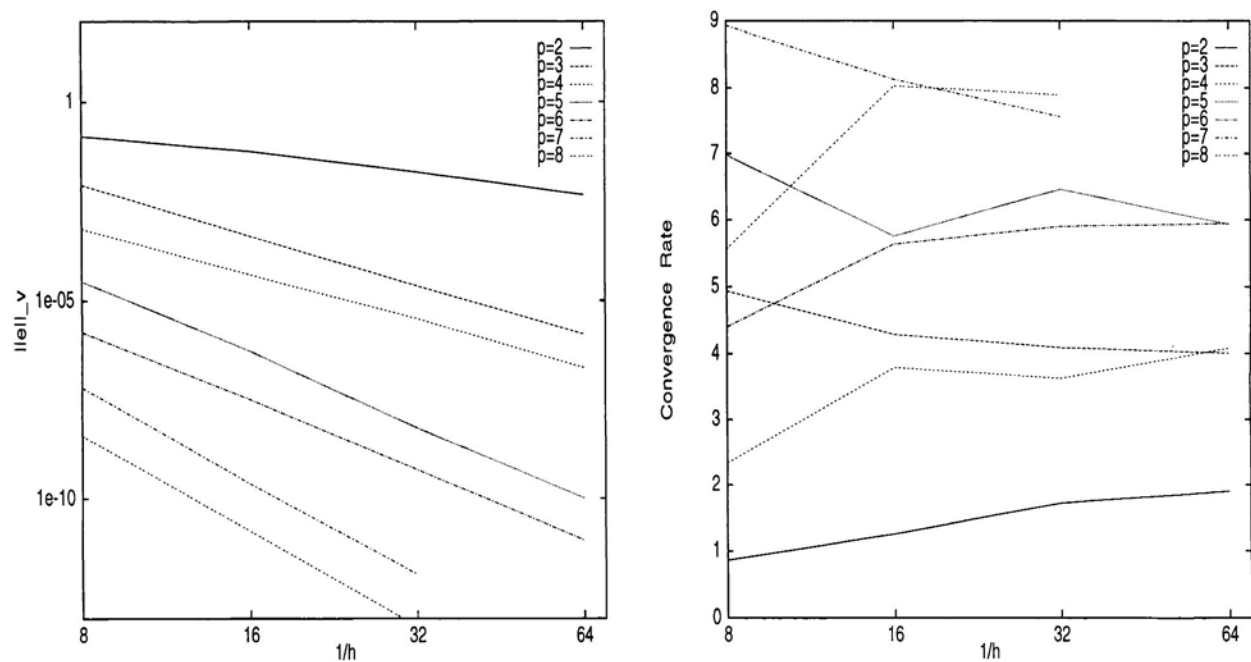 p=2
p=3
p=4
p=5
p=6
p=7
p=8
1
1e-05
1e-10
||e||_v
8
16
32
64
1/h
9
8
7
6
5
4
3
2
1
0
Convergence Rate
p=2
p=3
p=4
p=5
p=6
p=7
p=8
8
16
32
64
1/h